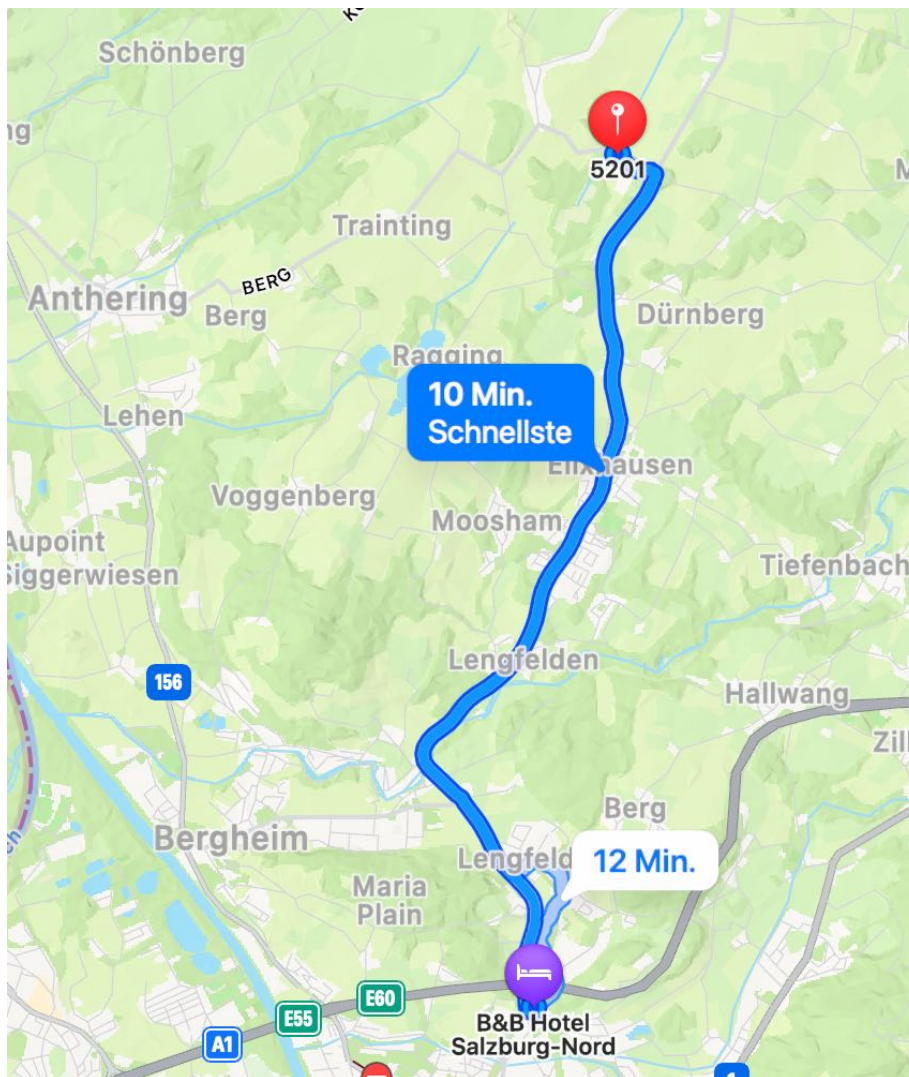 Schönberg
5201
Trainting
BERG
Anthering
Berg
Dürnberg
Ragging
10 Min.
Schnellste
Lehen
Elixhausen
Voggenberg
Moosham
Aupoint
Siggerwiesen
Tiefenbach
Lengfelden
156
Hallwang
Berg
Bergheim
12 Min.
Maria
Plain
E60
E55
A1
B&B Hotel
Salzburg-Nord
1